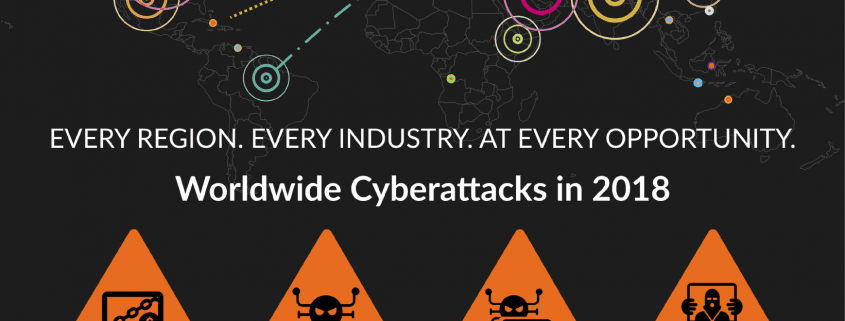 EVERY REGION. EVERY INDUSTRY. AT EVERY OPPORTUNITY.
Worldwide Cyberattacks in 2018